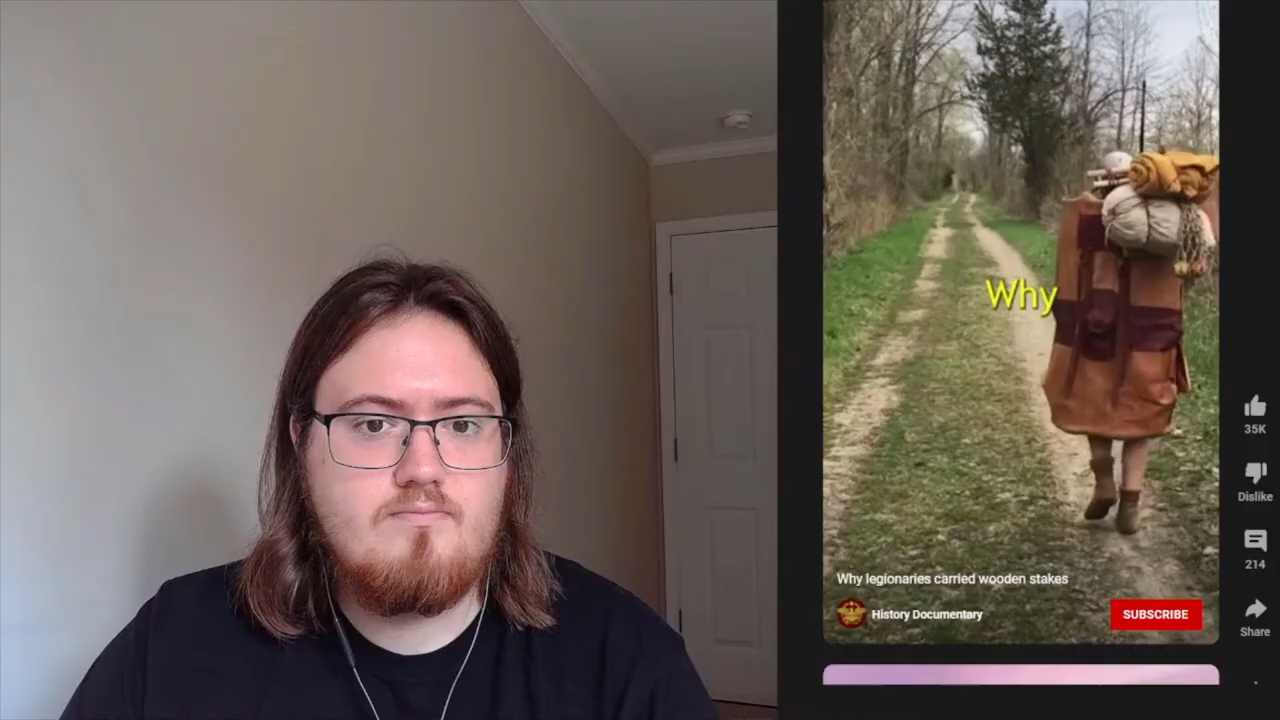 Why
Why legionaries carried wooden stakes
History Documentary
SUBSCRIBE
35K
Dislike
214
Share